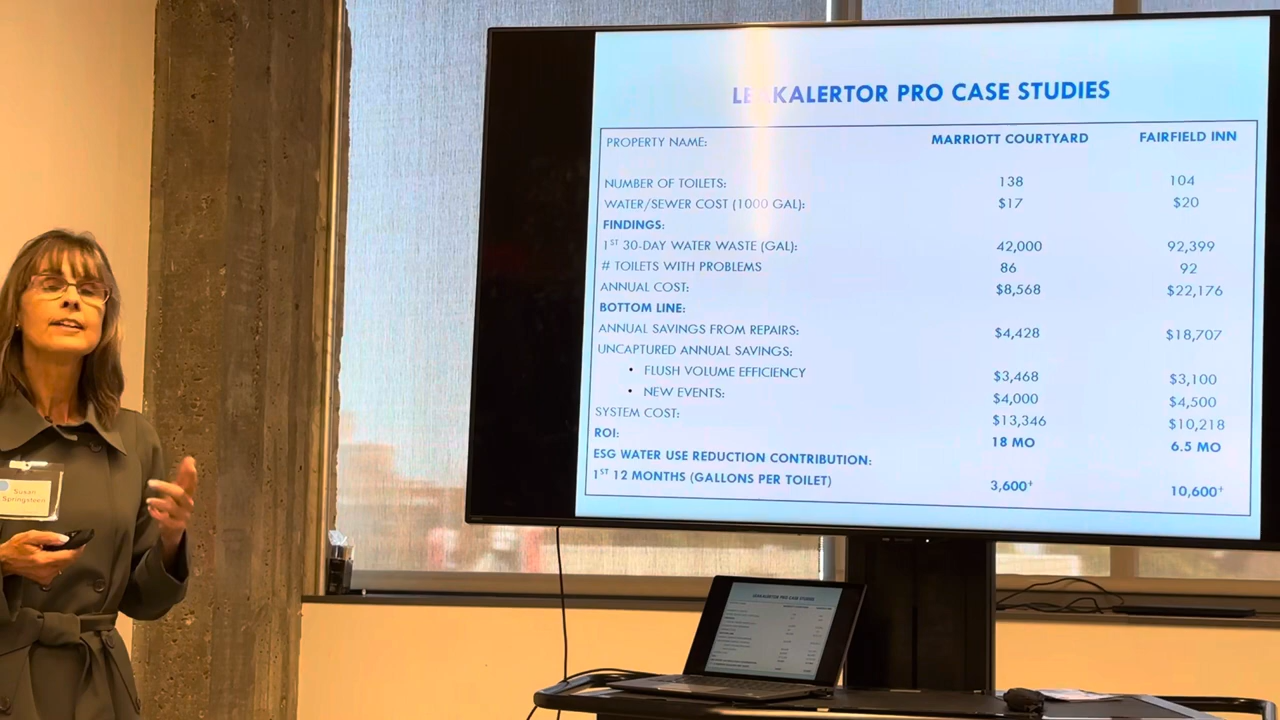 LEAKALERTOR PRO CASE STUDIES
PROPERTY NAME: MARRIOTT COURTYARD FAIRFIELD INN
NUMBER OF TOILETS: 138 104
WATER/SEWER COST (1000 GAL): $17 $20
FINDINGS:
1ST 30-DAY WATER WASTE (GAL): 42,000 92,399
# TOILETS WITH PROBLEMS 86 92
ANNUAL COST: $8,568 $22,176
BOTTOM LINE:
ANNUAL SAVINGS FROM REPAIRS: $4,428 $18,707
UNCAPTURED ANNUAL SAVINGS:
• FLUSH VOLUME EFFICIENCY $3,468 $3,100
• NEW EVENTS: $4,000 $4,500
SYSTEM COST: $13,346 $10,218
ROI: 18 MO 6.5 MO
ESG WATER USE REDUCTION CONTRIBUTION:
1ST 12 MONTHS (GALLONS PER TOILET) 3,600+ 10,600+
Susan
Springsteen